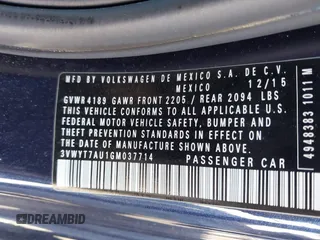 MFD BY VOLKSWAGEN DE MEXICO S.A. DE C.V.
MEXICO 12/15
GVWR 4189 GAWR FRONT 2205 / REAR 2094 LBS
THIS VEHICLE CONFORMS TO ALL APPLICABLE U.S.
FEDERAL MOTOR VEHICLE SAFETY, BUMPER, AND
THEFT PREVENTION STANDARDS IN EFFECT ON THE
DATE OF MANUFACTURE SHOWN ABOVE.
3VWYT7AU1GM037714 PASSENGER CAR
4948383 1011 M
DREAMBID